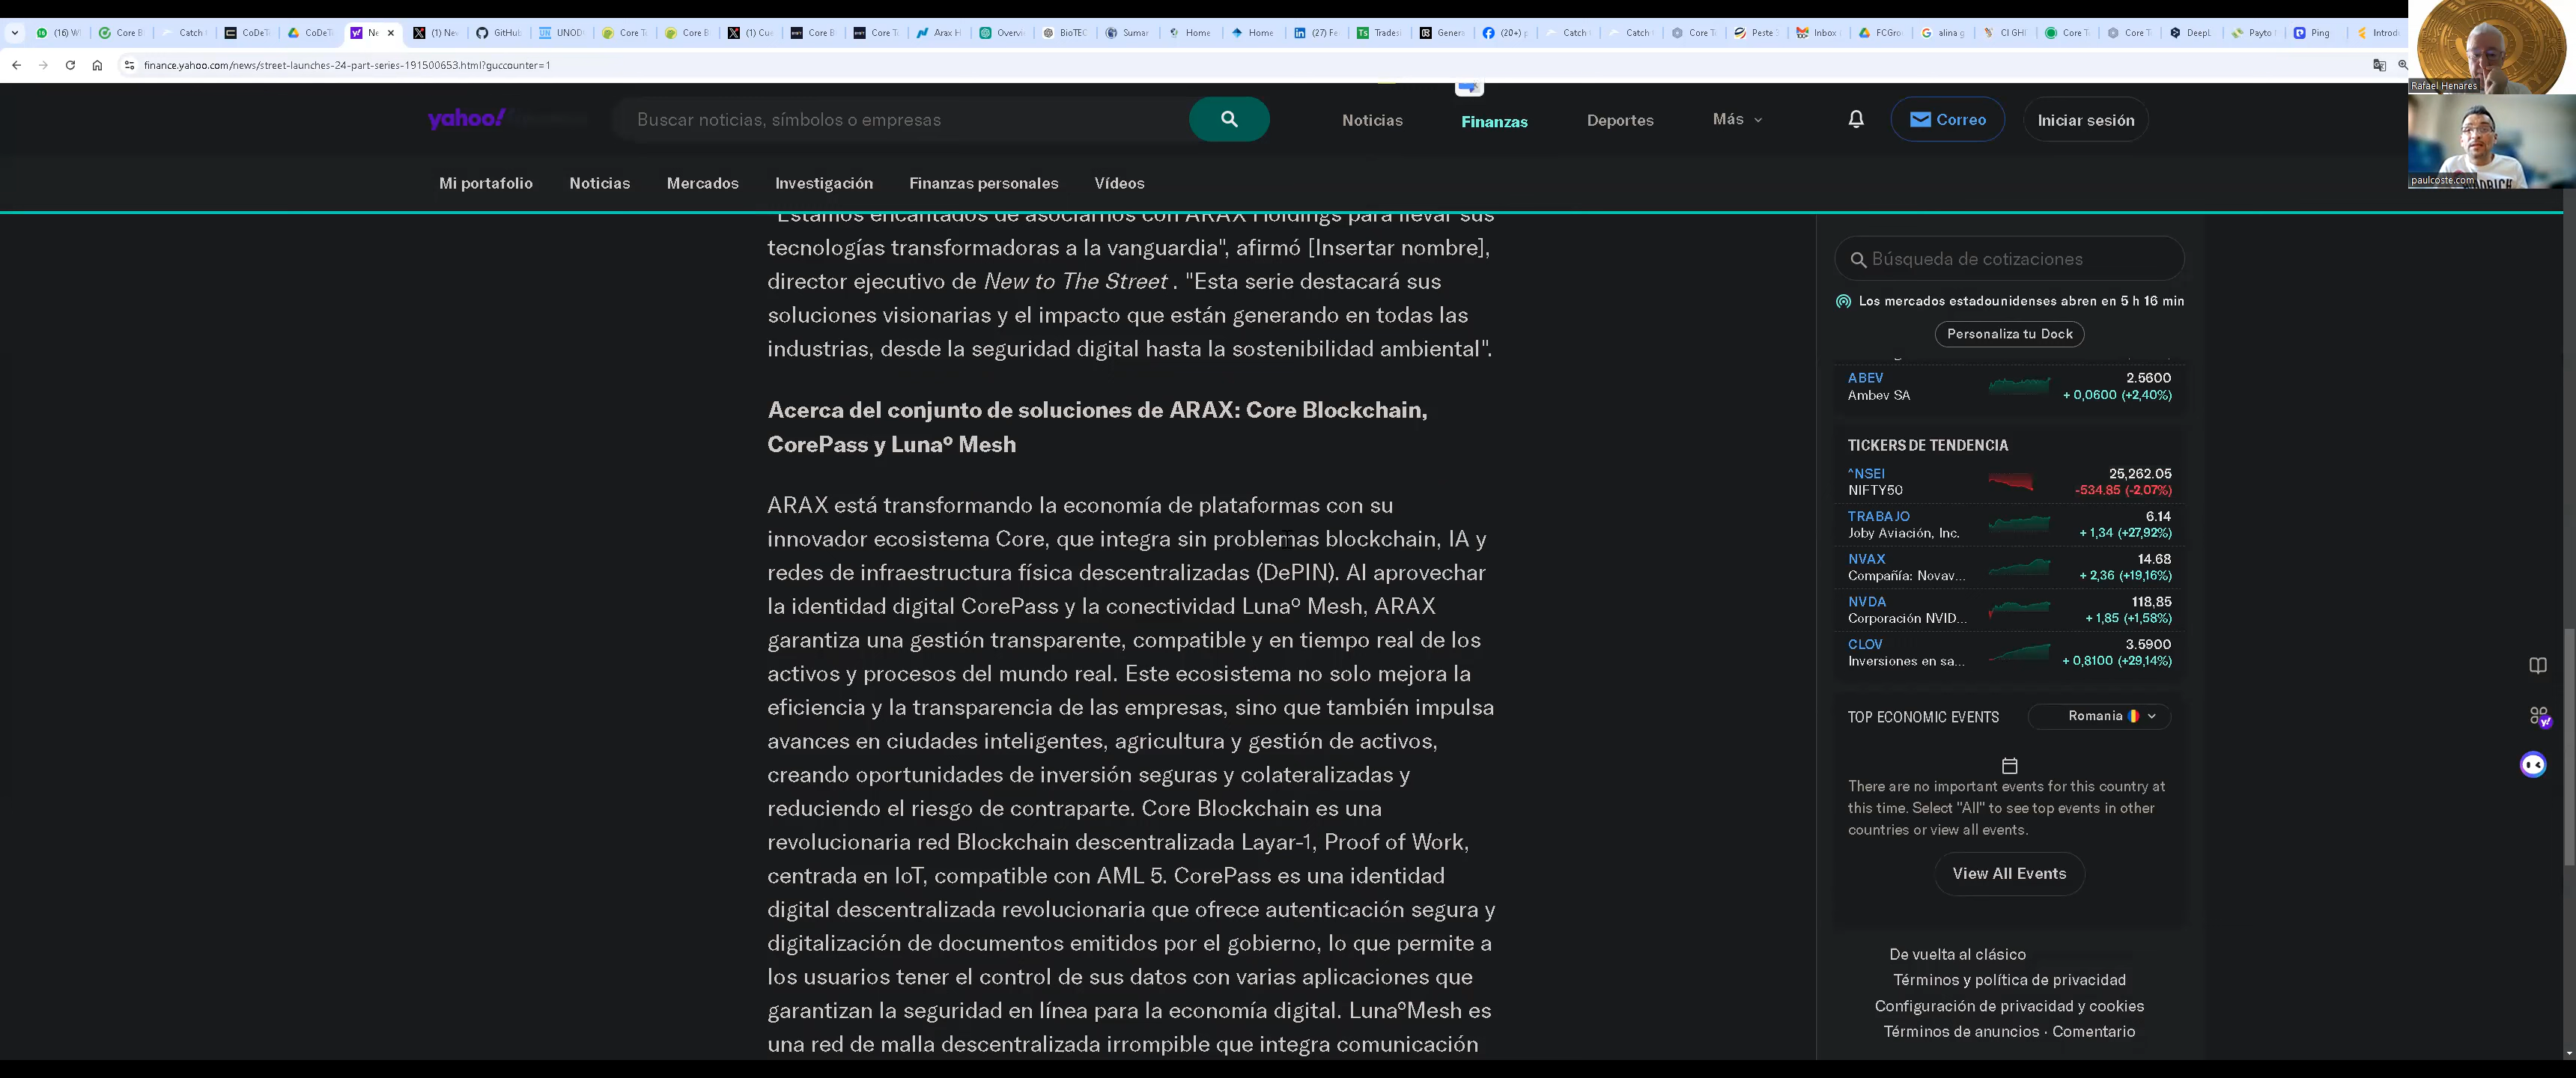 (16) W
Core B
Catch
CoDeT
CoDeT
Ne
(1) Nev
GitHub
UNOD
Core T
Core B
(1) Cu
Core B
Core T
Arax H
Overvi
BioTEC
Sumar
Home
Home
(27) Fe
Tradesi
Genera
(20+)
Catch
Catch
Core Ti
Peste
Inbox
FCGro
alina g
CI GHI
Core T
Core Ti
DeepL
Payto
Ping
Introd
finance.yahoo.com/news/street-launches-24-part-series-191500653.html?guccounter=1
Rafael Henares
paulcoste.com
yahoo!
Buscar noticias, símbolos o empresas
Noticias
Finanzas
Deportes
Más
Correo
Iniciar sesión
Mi portafolio
Noticias
Mercados
Investigación
Finanzas personales
Vídeos
"Estamos encantados de asociarnos con ARAX Holdings para llevar sus
tecnologías transformadoras a la vanguardia", afirmó [Insertar nombre],
director ejecutivo de New to The Street . "Esta serie destacará sus
soluciones visionarias y el impacto que están generando en todas las
industrias, desde la seguridad digital hasta la sostenibilidad ambiental".
Acerca del conjunto de soluciones de ARAX: Core Blockchain,
CorePass y Lunaº Mesh
ARAX está transformando la economía de plataformas con su
innovador ecosistema Core, que integra sin problemas blockchain, IA y
redes de infraestructura física descentralizadas (DePIN). Al aprovechar
la identidad digital CorePass y la conectividad Lunaº Mesh, ARAX
garantiza una gestión transparente, compatible y en tiempo real de los
activos y procesos del mundo real. Este ecosistema no solo mejora la
eficiencia y la transparencia de las empresas, sino que también impulsa
avances en ciudades inteligentes, agricultura y gestión de activos,
creando oportunidades de inversión seguras y colateralizadas y
reduciendo el riesgo de contraparte. Core Blockchain es una
revolucionaria red Blockchain descentralizada Layar-1, Proof of Work,
centrada en IoT, compatible con AML 5. CorePass es una identidad
digital descentralizada revolucionaria que ofrece autenticación segura y
digitalización de documentos emitidos por el gobierno, lo que permite a
los usuarios tener el control de sus datos con varias aplicaciones que
garantizan la seguridad en línea para la economía digital. LunaºMesh es
una red de malla descentralizada irrompible que integra comunicación
Búsqueda de cotizaciones
Los mercados estadounidenses abren en 5 h 16 min
Personaliza tu Dock
ABEV 2.5600
Ambev SA + 0,0600 (+2,40%)
TICKERS DE TENDENCIA
^NSEI 25,262.05
NIFTY50 -534.85 (-2,07%)
TRABAJO 6.14
Joby Aviación, Inc. + 1,34 (+27,92%)
NVAX 14.68
Compañía: Novav... + 2,36 (+19,16%)
NVDA 118,85
Corporación NVID... + 1,85 (+1,58%)
CLOV 3.5900
Inversiones en sa... + 0,8100 (+29,14%)
TOP ECONOMIC EVENTS
Romania
There are no important events for this country at
this time. Select "All" to see top events in other
countries or view all events.
View All Events
De vuelta al clásico
Términos y política de privacidad
Configuración de privacidad y cookies
Términos de anuncios · Comentario